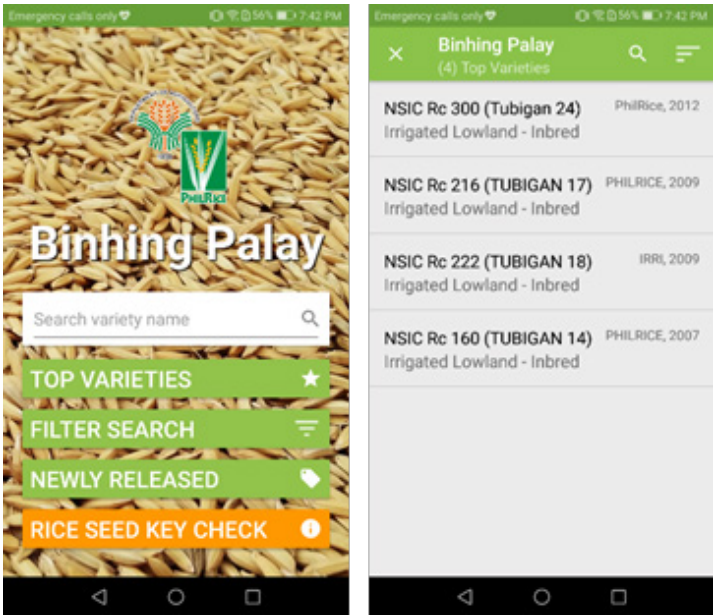 Emergency calls only
56% 7:42 PM
PHILRICE
Binhing Palay
Search variety name
TOP VARIETIES
FILTER SEARCH
NEWLY RELEASED
RICE SEED KEY CHECK
Emergency calls only
56% 7:42 PM
Binhing Palay
(4) Top Varieties
NSIC Rc 300 (Tubigan 24) PhilRice, 2012
Irrigated Lowland - Inbred
NSIC Rc 216 (TUBIGAN 17) PHILRICE, 2009
Irrigated Lowland - Inbred
NSIC Rc 222 (TUBIGAN 18) IRRI, 2009
Irrigated Lowland - Inbred
NSIC Rc 160 (TUBIGAN 14) PHILRICE, 2007
Irrigated Lowland - Inbred